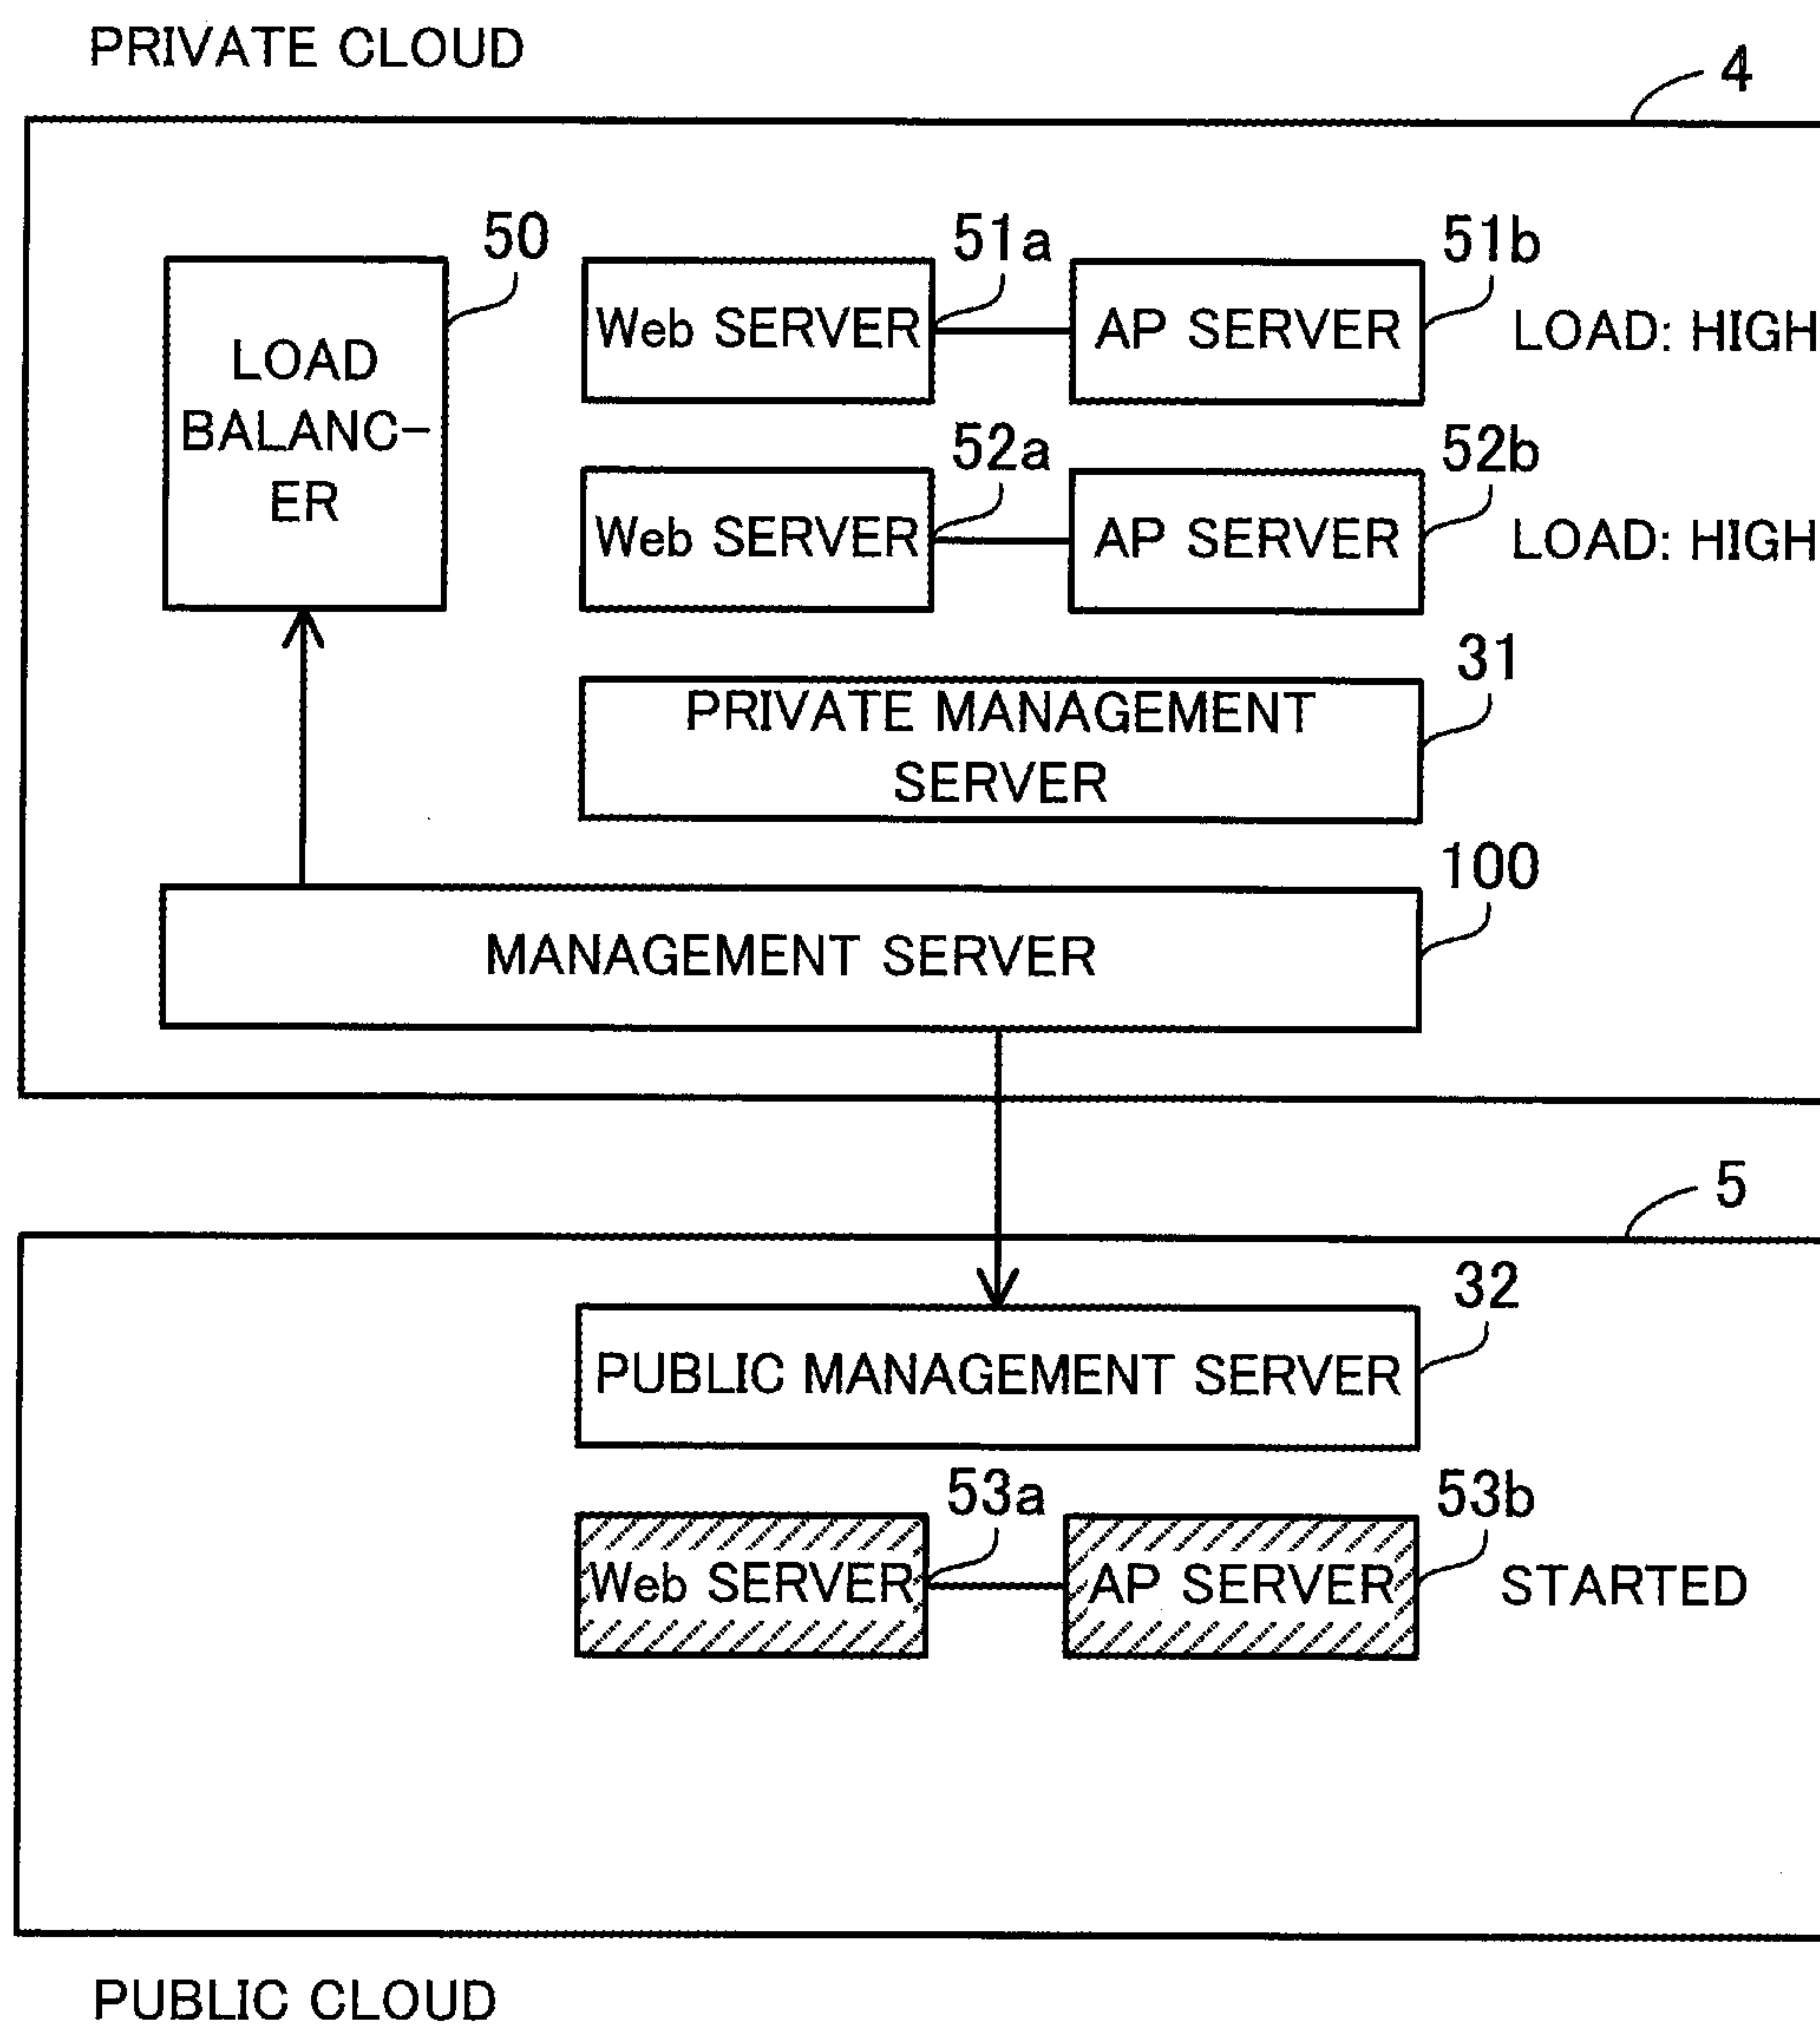 PRIVATE CLOUD
4
50
51a
51b
Web SERVER
AP SERVER
LOAD: HIGH
LOAD
BALANC-
ER
52a
52b
Web SERVER
AP SERVER
LOAD: HIGH
31
PRIVATE MANAGEMENT
SERVER
100
MANAGEMENT SERVER
5
32
PUBLIC MANAGEMENT SERVER
53a
53b
Web SERVER
AP SERVER
STARTED
PUBLIC CLOUD